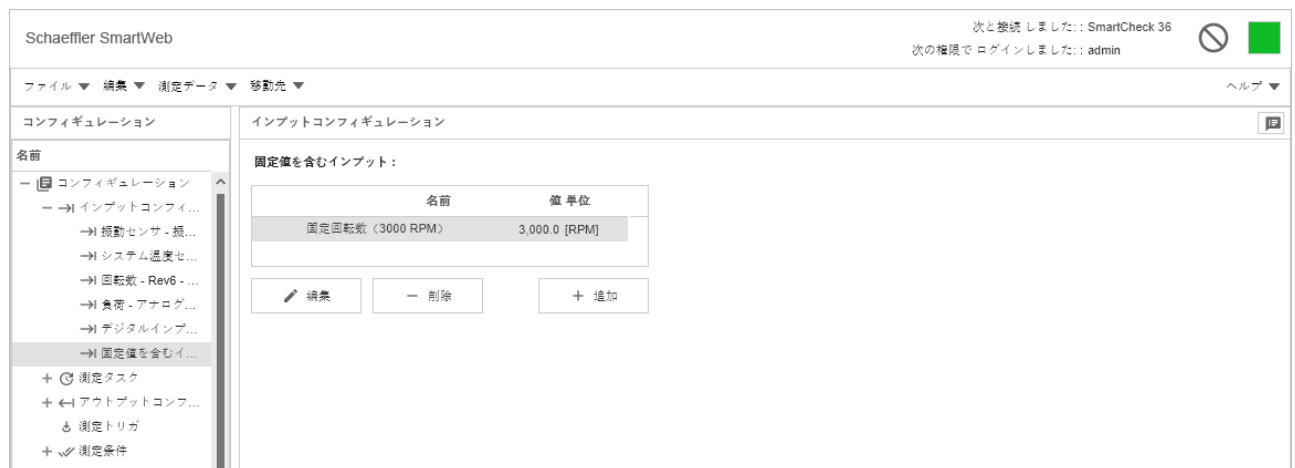 Schaeffler SmartWeb
次と接続 しました: : SmartCheck 36
次の権限で ログインしました: : admin
ファイル 編集 測定データ 移動先 ヘルプ
コンフィギュレーション
インプットコンフィギュレーション
名前
コンフィギュレーション
インプットコンフィ...
振動センサ - 振...
システム温度セ...
回転数 - Rev6 - ...
負荷 - アナログ...
デジタルインプ...
固定値を含むイ...
測定タスク
アウトプットコンフ...
測定トリガ
測定条件
固定値を含むインプット：
名前 値 単位
固定回転数（3000 RPM） 3,000.0 [RPM]
編集 削除 追加